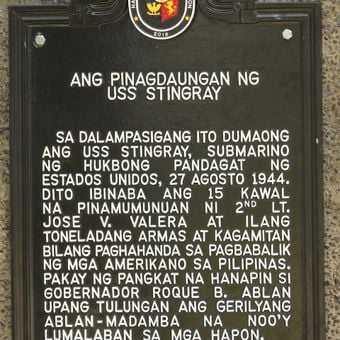 2018
ANG PINAGDAUNGAN NG
USS STINGRAY
SA DALAMPASIGANG ITO DUMAONG
ANG USS STINGRAY, SUBMARINO
NG HUKBONG PANDAGAT NG
ESTADOS UNIDOS, 27 AGOSTO 1944.
DITO IBINABA ANG 15 KAWAL
NA PINAMUMUNUAN NI 2ND LT.
JOSE V. VALERA AT ILANG
TONELADANG ARMAS AT KAGAMITAN
BILANG PAGHAHANDA SA PAGBABALIK
NG MGA AMERIKANO SA PILIPINAS.
PAKAY NG PANGKAT NA HANAPIN SI
GOBERNADOR ROQUE B. ABLAN
UPANG TULUNGAN ANG GERILYANG
ABLAN-MADAMBA NA NOO'Y
LUMALABAN SA MGA HAPON.